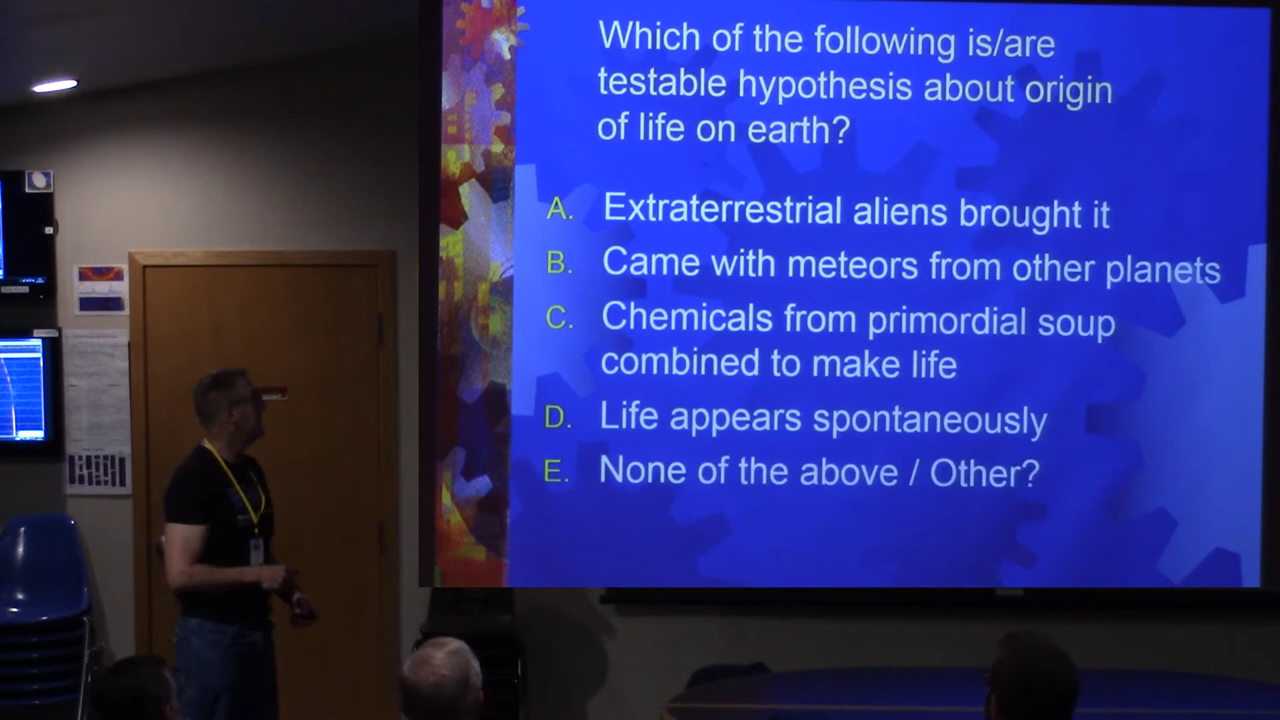 Which of the following is/are
testable hypothesis about origin
of life on earth?
A. Extraterrestrial aliens brought it
B. Came with meteors from other planets
C. Chemicals from primordial soup
combined to make life
D. Life appears spontaneously
E. None of the above / Other?